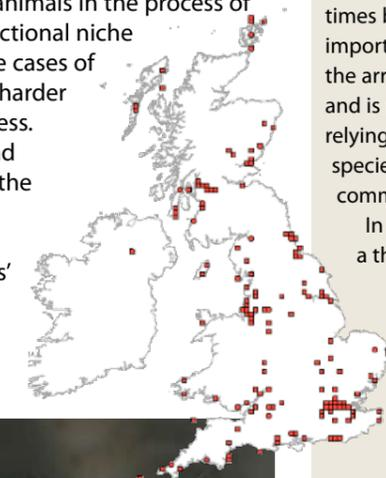 animals in the process of
ctional niche
e cases of
harder
ess.
nd
the
s'
times b
import
the arr
and is
relying
specie
comm
In
a th